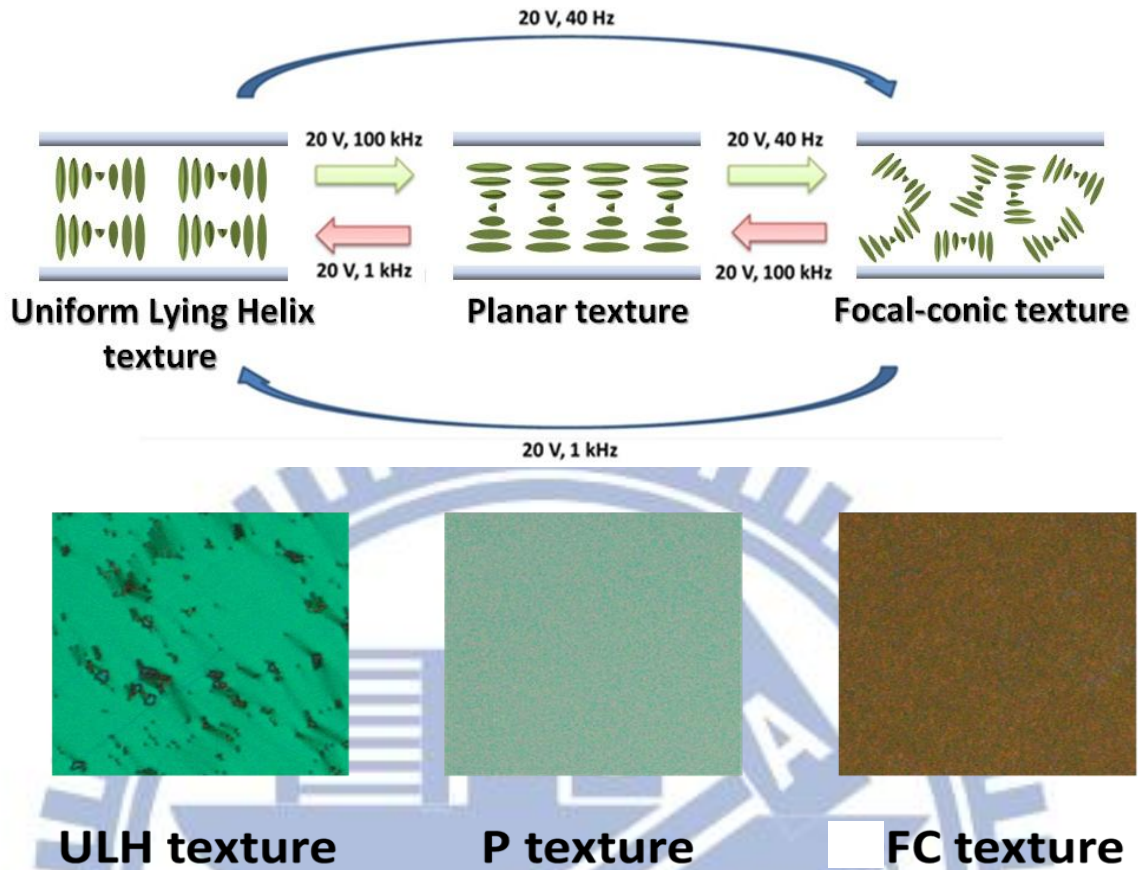 20 V, 40 Hz
20 V, 100 kHz
20 V, 40 Hz
20 V, 1 kHz
20 V, 100 kHz
Uniform Lying Helix
texture
Planar texture
Focal-conic texture
20 V, 1 kHz
A
E
ULH texture
P texture
FC texture